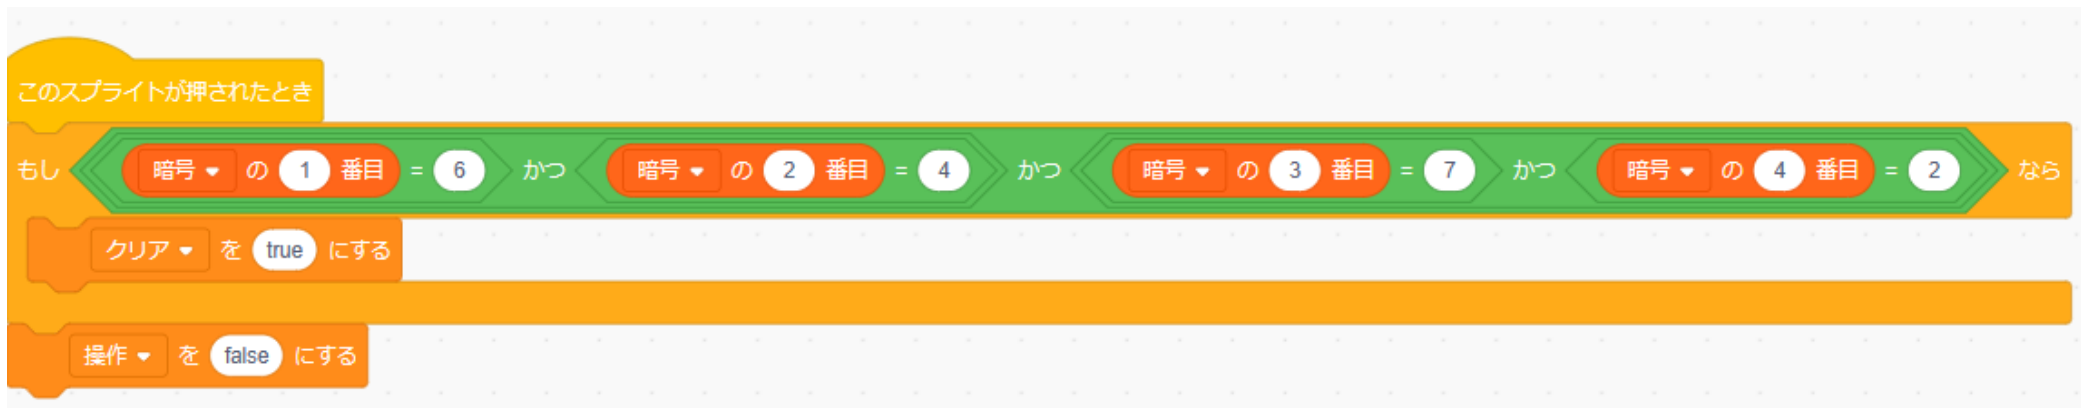 このスプライトが押されたとき
もし 暗号 の 1 番目 = 6 かつ 暗号 の 2 番目 = 4 かつ 暗号 の 3 番目 = 7 かつ 暗号 の 4 番目 = 2 なら
クリア を true にする
操作 を false にする